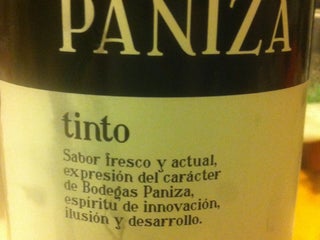 PANIZA
tinto
Sabor fresco y actual,
expresión del carácter
de Bodegas Paniza,
espíritu de innovación,
ilusión y desarrollo.